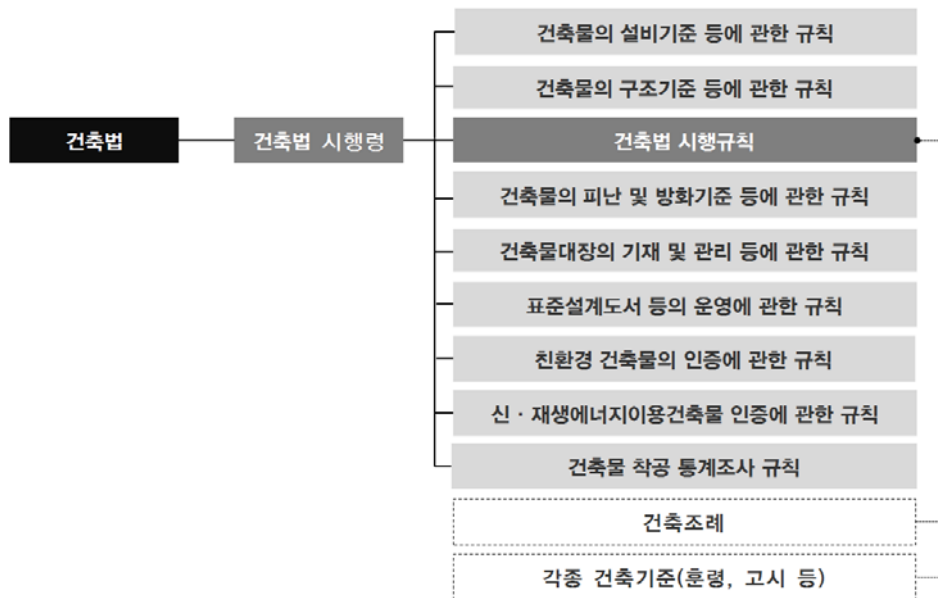 건축물의 설비기준 등에 관한 규칙
건축물의 구조기준 등에 관한 규칙
건축법
건축법 시행령
건축법 시행규칙
건축물의 피난 및 방화기준 등에 관한 규칙
건축물대장의 기재 및 관리 등에 관한 규칙
표준설계도서 등의 운영에 관한 규칙
친환경 건축물의 인증에 관한 규칙
신 · 재생에너지이용건축물 인증에 관한 규칙
건축물 착공 통계조사 규칙
건축조례
각종 건축기준(훈령, 고시 등)